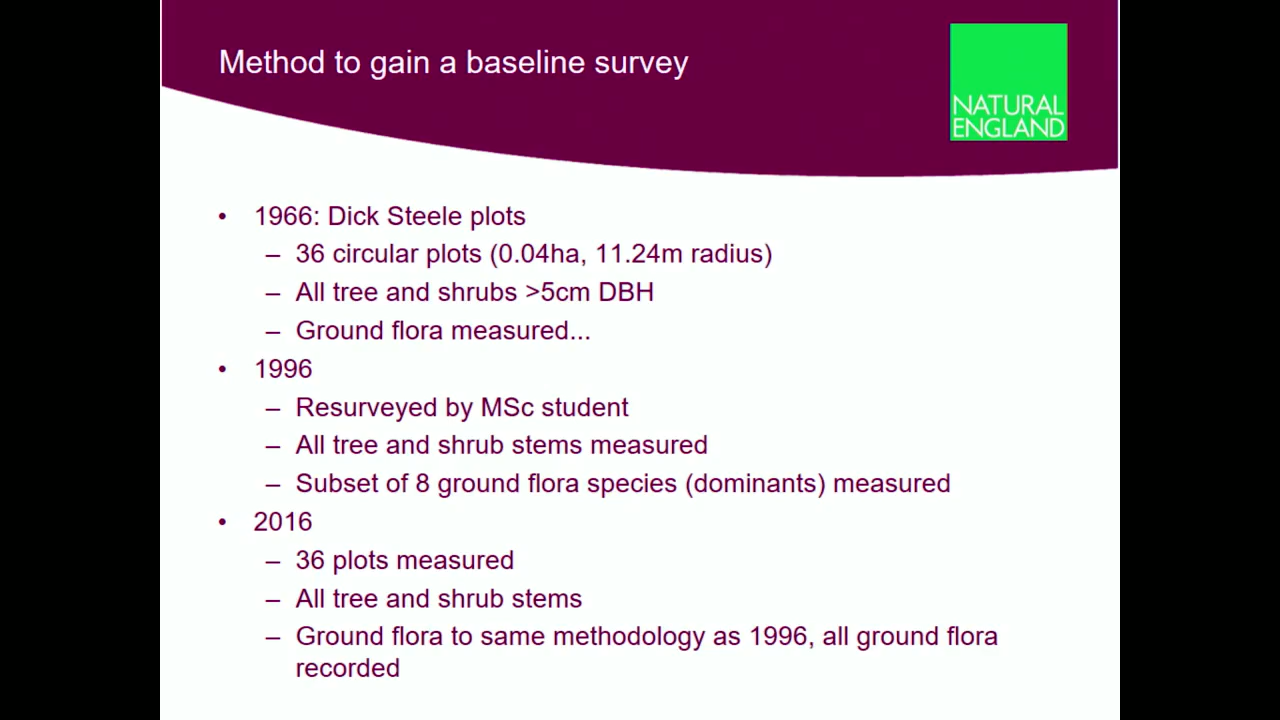 Method to gain a baseline survey
NATURAL
ENGLAND
• 1966: Dick Steele plots
– 36 circular plots (0.04ha, 11.24m radius)
– All tree and shrubs >5cm DBH
– Ground flora measured...
• 1996
– Resurveyed by MSc student
– All tree and shrub stems measured
– Subset of 8 ground flora species (dominants) measured
• 2016
– 36 plots measured
– All tree and shrub stems
– Ground flora to same methodology as 1996, all ground flora
recorded